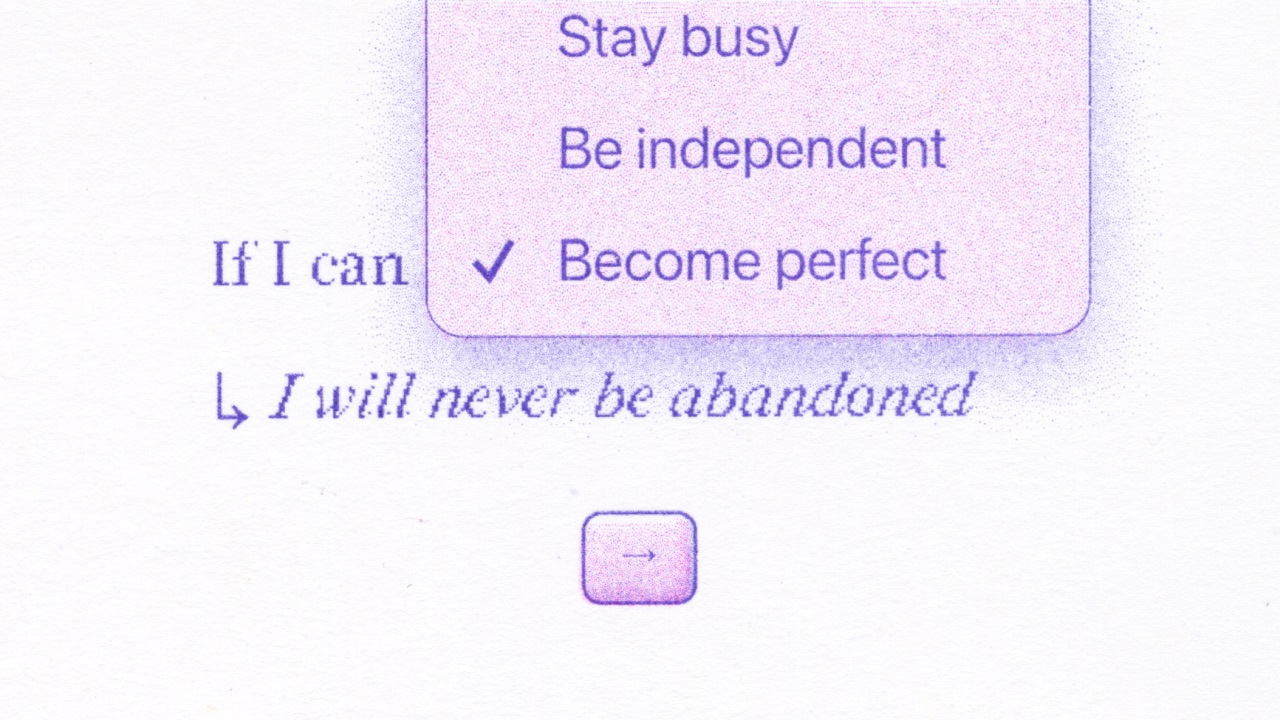 Stay busy
Be independent
If I can ✓ Become perfect
↳ I will never be abandoned
→